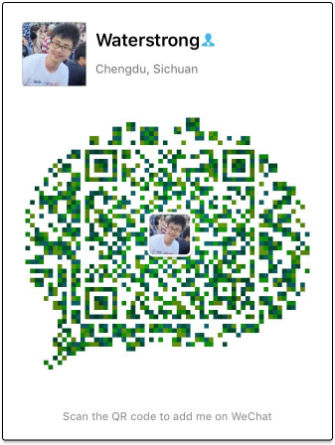 Waterstrong
Chengdu, Sichuan
Scan the QR code to add me on WeChat